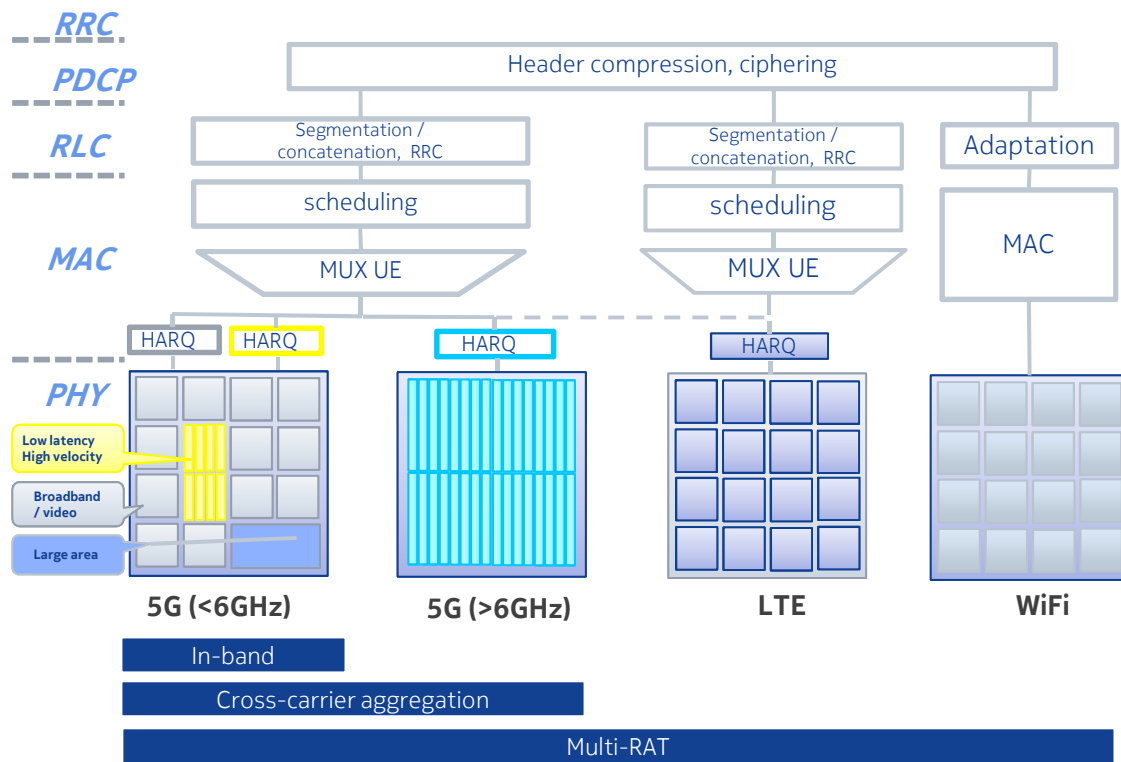 RRC
PDCP
Header compression, ciphering
RLC
Segmentation /
concatenation, RRC
Segmentation /
concatenation, RRC
Adaptation
scheduling
scheduling
MAC
MUX UE
MUX UE
MAC
HARQ
HARQ
HARQ
HARQ
PHY
Low latency
High velocity
Broadband
/ video
Large area
5G (<6GHz)
5G (>6GHz)
LTE
WiFi
In-band
Cross-carrier aggregation
Multi-RAT